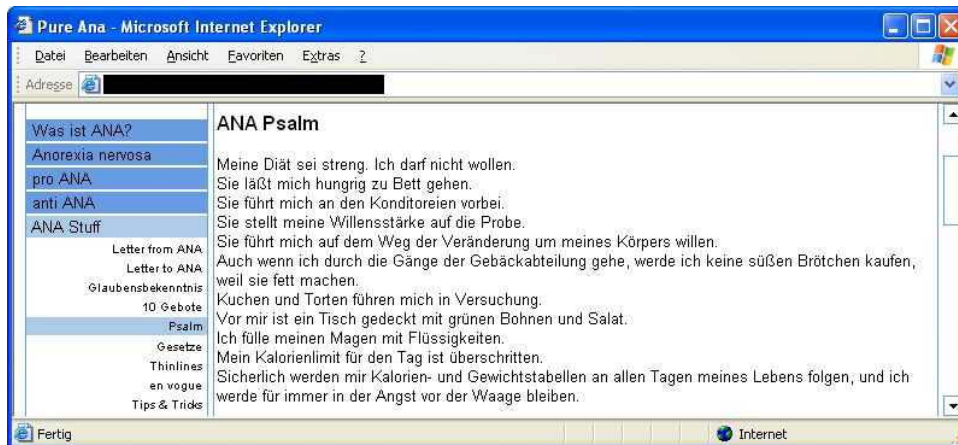 Pure Ana - Microsoft Internet Explorer
Datei Bearbeiten Ansicht Favoriten Extras ?
Adresse
Was ist ANA?
Anorexia nervosa
pro ANA
anti ANA
ANA Stuff
Letter from ANA
Letter to ANA
Glaubensbekenntnis
10 Gebote
Psalm
Gesetze
Thinlines
en vogue
Tips & Tricks
ANA Psalm
Meine Diät sei streng. Ich darf nicht wollen.
Sie läßt mich hungrig zu Bett gehen.
Sie führt mich an den Konditoreien vorbei.
Sie stellt meine Willensstärke auf die Probe.
Sie führt mich auf dem Weg der Veränderung um meines Körpers willen.
Auch wenn ich durch die Gänge der Gebäckabteilung gehe, werde ich keine süßen Brötchen kaufen,
weil sie fett machen.
Kuchen und Torten führen mich in Versuchung.
Vor mir ist ein Tisch gedeckt mit grünen Bohnen und Salat.
Ich fülle meinen Magen mit Flüssigkeiten.
Mein Kalorienlimit für den Tag ist überschritten.
Sicherlich werden mir Kalorien- und Gewichtstabellen an allen Tagen meines Lebens folgen, und ich
werde für immer in der Angst vor der Waage bleiben.
Fertig
Internet